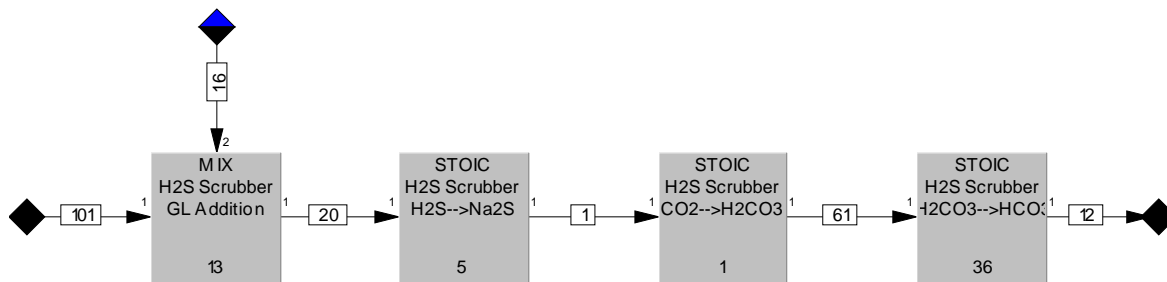 16
2
MIX
H2S Scrubber
GL Addition
13
1
101
1
1
20
1
STOIC
H2S Scrubber
H2S-->Na2S
5
1
1
1
STOIC
H2S Scrubber
CO2-->H2CO3
1
1
61
1
STOIC
H2S Scrubber
H2CO3-->HCO3
36
1
12